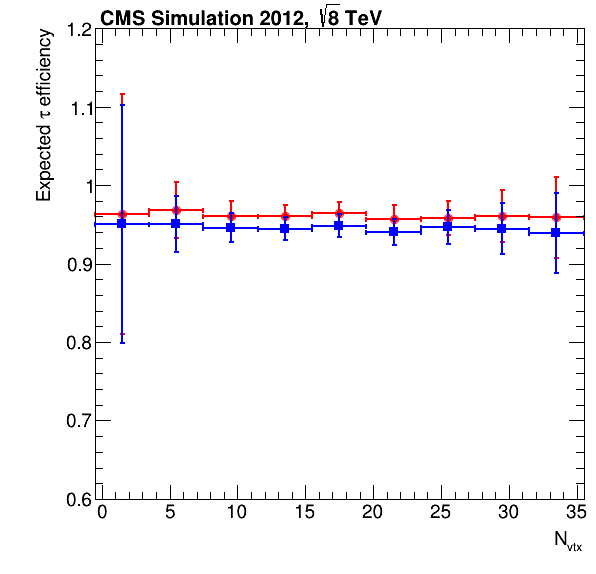 CMS Simulation 2012, √8 TeV
Expected τ efficiency
1.2
1.1
1
0.9
0.8
0.7
0.6
0 5 10 15 20 25 30 35
N_vtx